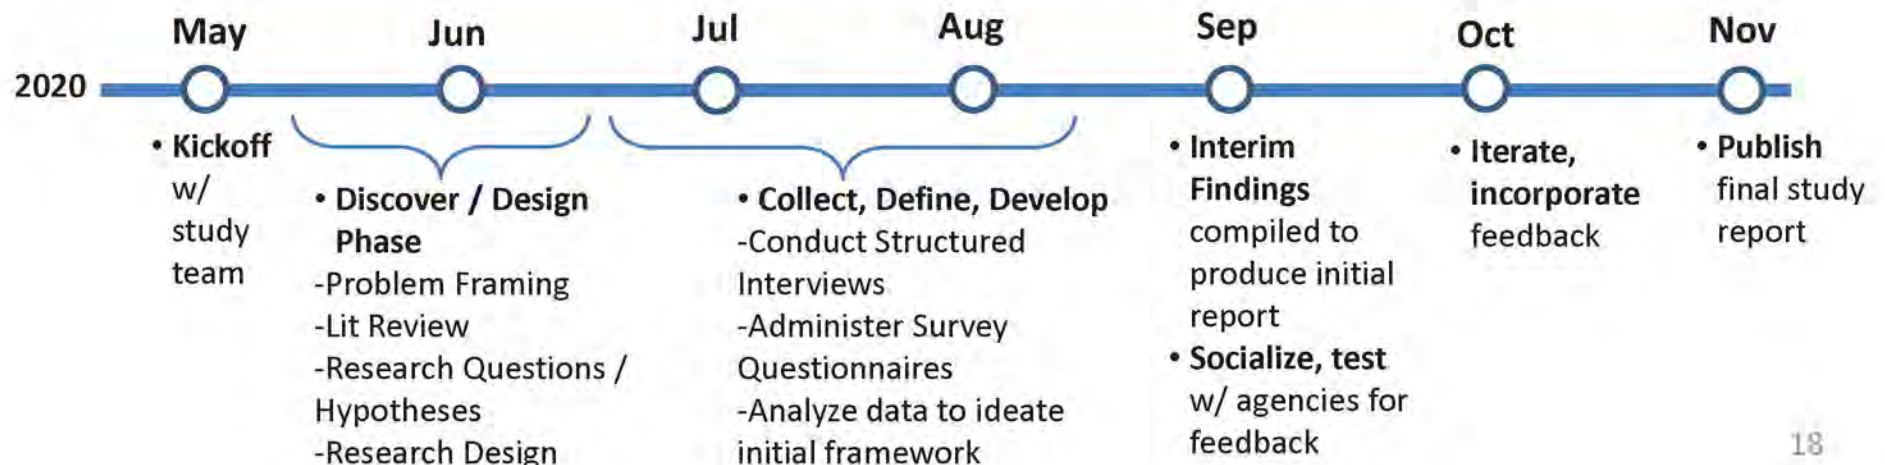 May Jun Jul Aug Sep Oct Nov
2020
• Kickoff
w/
study
team
• Discover / Design
Phase
-Problem Framing
-Lit Review
-Research Questions /
Hypotheses
-Research Design
• Collect, Define, Develop
-Conduct Structured
Interviews
-Administer Survey
Questionnaires
-Analyze data to ideate
initial framework
• Interim
Findings
compiled to
produce initial
report
• Socialize, test
w/ agencies for
feedback
• Iterate,
incorporate
feedback
• Publish
final study
report
18